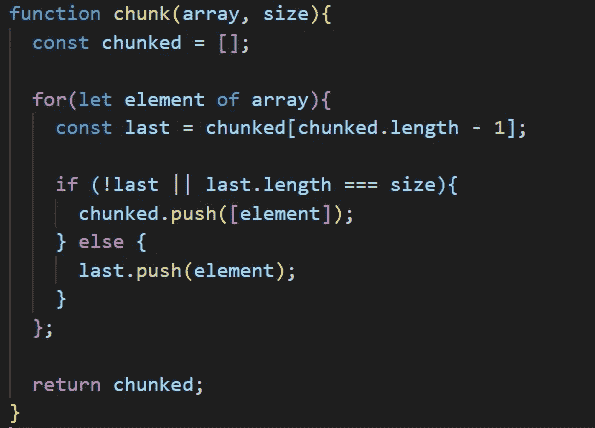 function chunk(array, size){
  const chunked = [];

  for(let element of array){
    const last = chunked[chunked.length - 1];

    if (!last || last.length === size){
      chunked.push([element]);
    } else {
      last.push(element);
    }
  };

  return chunked;
}